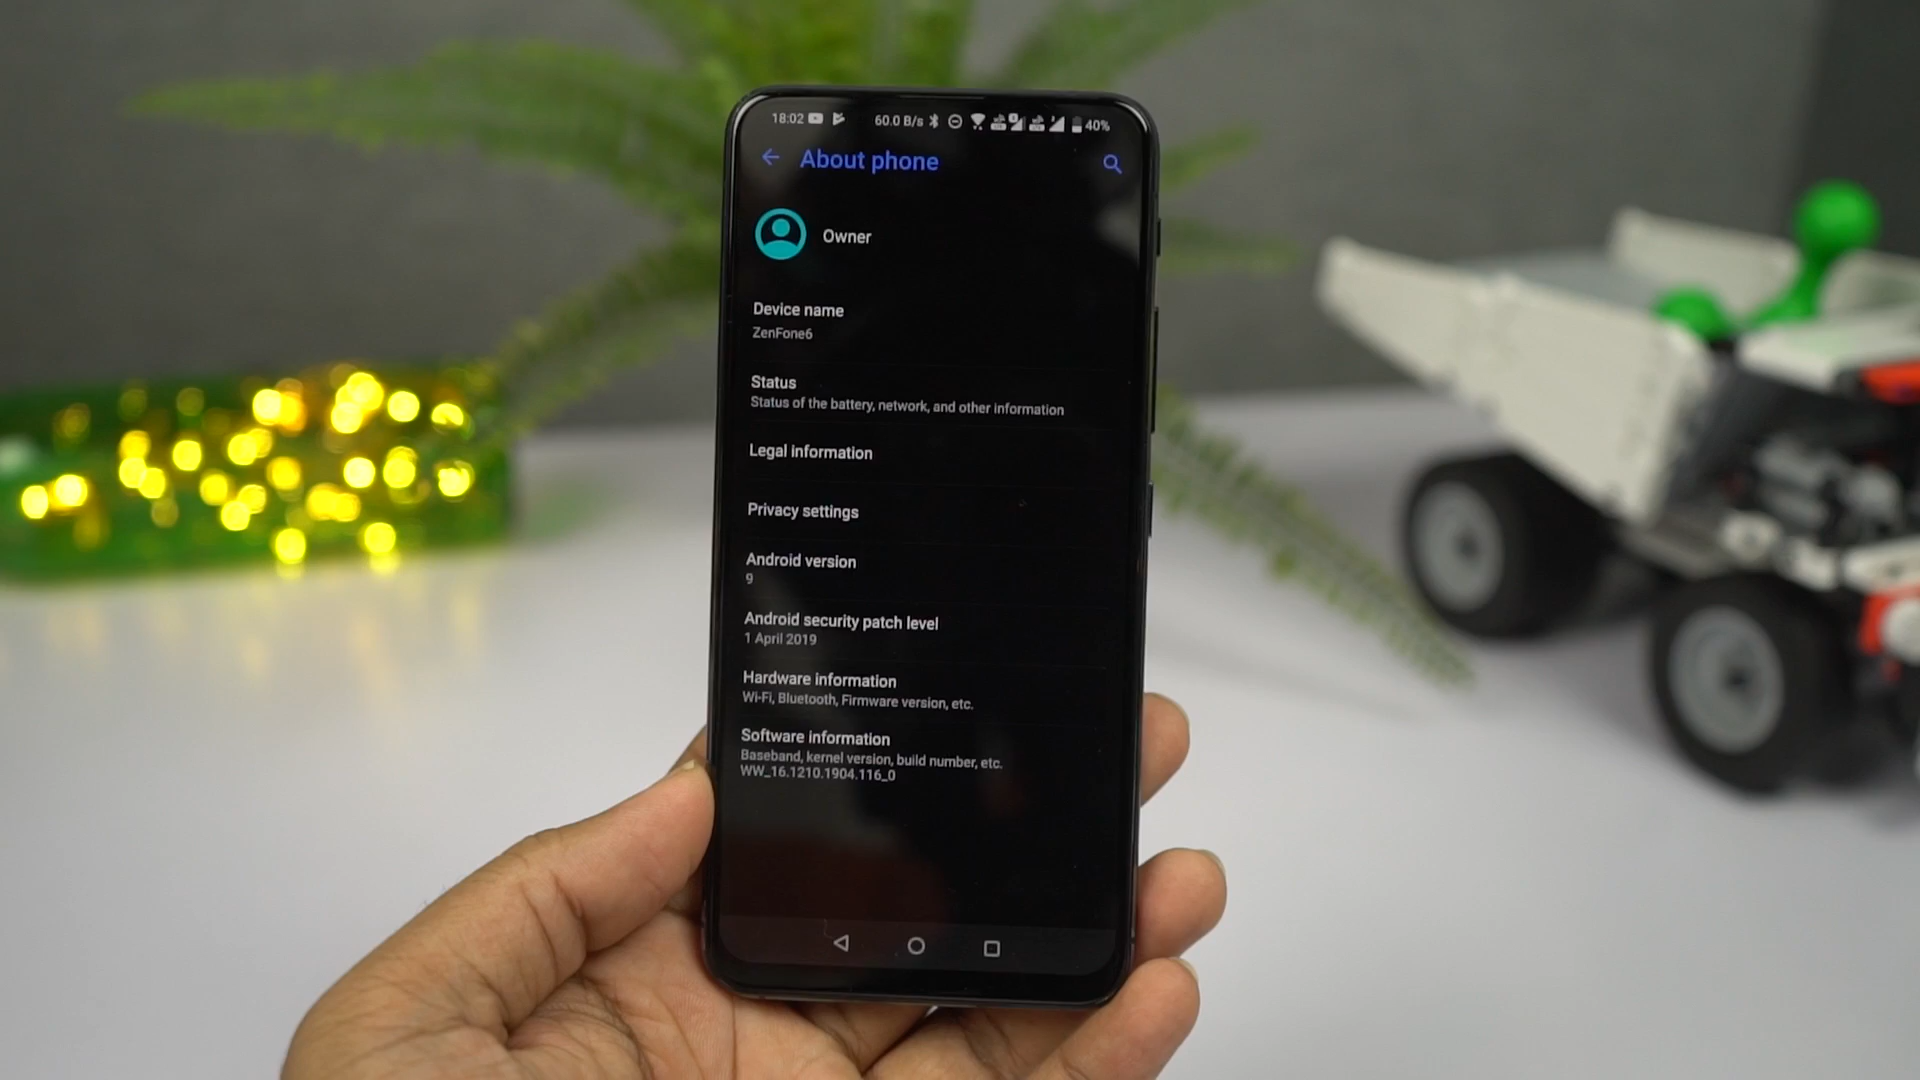 18:02 60.0 B/s 40%
About phone
Owner
Device name
ZenFone6
Status
Status of the battery, network, and other information
Legal information
Privacy settings
Android version
9
Android security patch level
1 April 2019
Hardware information
Wi-Fi, Bluetooth, Firmware version, etc.
Software information
Baseband, kernel version, build number, etc.
WW_16.1210.1904.116_0